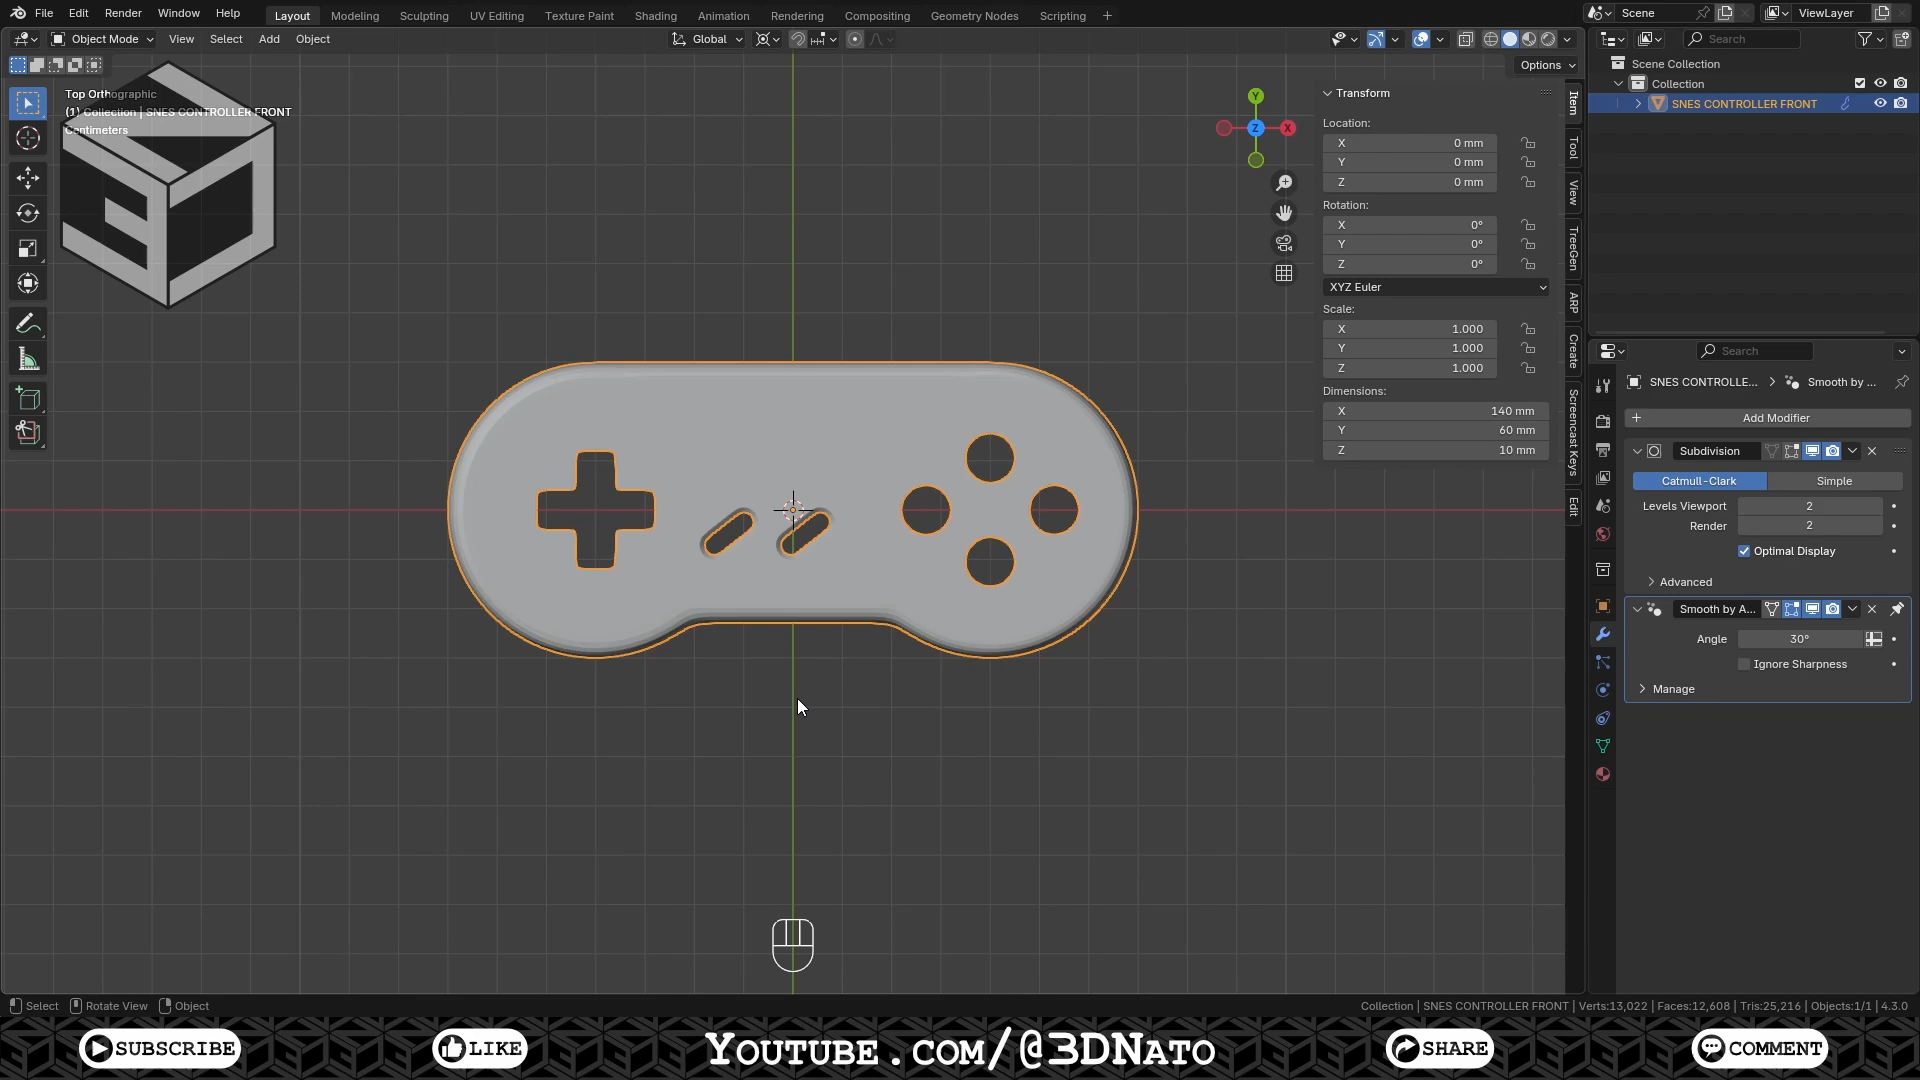 File Edit Render Window Help
Layout Modeling Sculpting UV Editing Texture Paint Shading Animation Rendering Compositing Geometry Nodes Scripting +
Scene
ViewLayer
Object Mode View Select Add Object
Global
Options
Top Orthographic
(1) Collection | SNES CONTROLLER FRONT
Centimeters
Y
Z
X
Transform
Location:
X 0 mm
Y 0 mm
Z 0 mm
Rotation:
X 0°
Y 0°
Z 0°
XYZ Euler
Scale:
X 1.000
Y 1.000
Z 1.000
Dimensions:
X 140 mm
Y 60 mm
Z 10 mm
Item
Tool
View
TreeGen
ARP
Create
Screencast Keys
Edit
Search
Scene Collection
Collection
SNES CONTROLLER FRONT
Search
SNES CONTROLLE... > Smooth by ...
+ Add Modifier
Subdivision
Catmull-Clark Simple
Levels Viewport 2
Render 2
Optimal Display
Advanced
Smooth by A...
Angle 30°
Ignore Sharpness
Manage
Select Rotate View Object
Collection | SNES CONTROLLER FRONT | Verts:13,022 | Faces:12,608 | Tris:25,216 | Objects:1/1 | 4.3.0
SUBSCRIBE
LIKE
YOUTUBE.COM/@3DNATO
SHARE
COMMENT